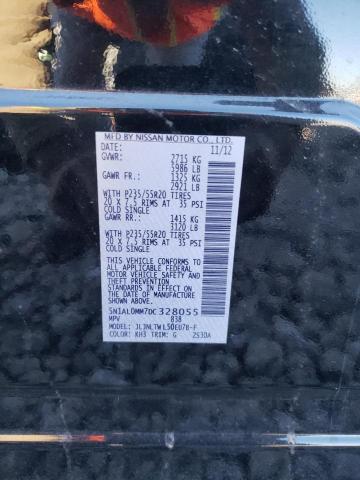 MFD BY NISSAN MOTOR CO., LTD.
DATE: 11/12
GVWR: 2715 KG
5986 LB
GAWR FR.: 1325 KG
2921 LB
WITH P235/55R20 TIRES
20 X 7.5 RIMS AT 35 PSI
COLD SINGLE
GAWR RR.: 1415 KG
3120 LB
WITH P235/55R20 TIRES
20 X 7.5 RIMS AT 35 PSI
COLD SINGLE
THIS VEHICLE CONFORMS TO ALL
APPLICABLE FEDERAL MOTOR
VEHICLE SAFETY, AND
THEFT PREVENTION STANDARDS
IN EFFECT ON THE
DATE OF MANUFACTURE
5N1AL0MM7DC328055
MPV 838
MODEL: JL3NLTWL50EU78-F
COLOR: KH3 TRIM: G 2530A